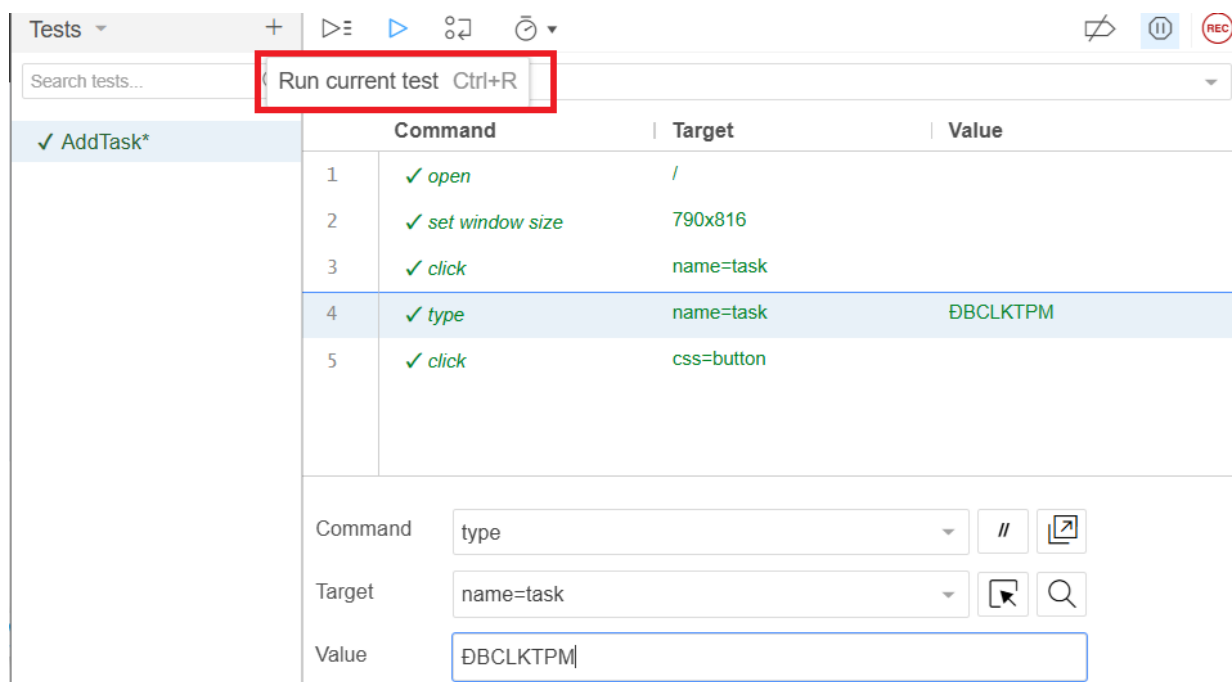 Tests
REC
Search tests...
Run current test Ctrl+R
✓ AddTask*
Command Target Value
1 ✓ open /
2 ✓ set window size 790x816
3 ✓ click name=task
4 ✓ type name=task ĐBCLKTPM
5 ✓ click css=button
Command type //
Target name=task
Value ĐBCLKTPM